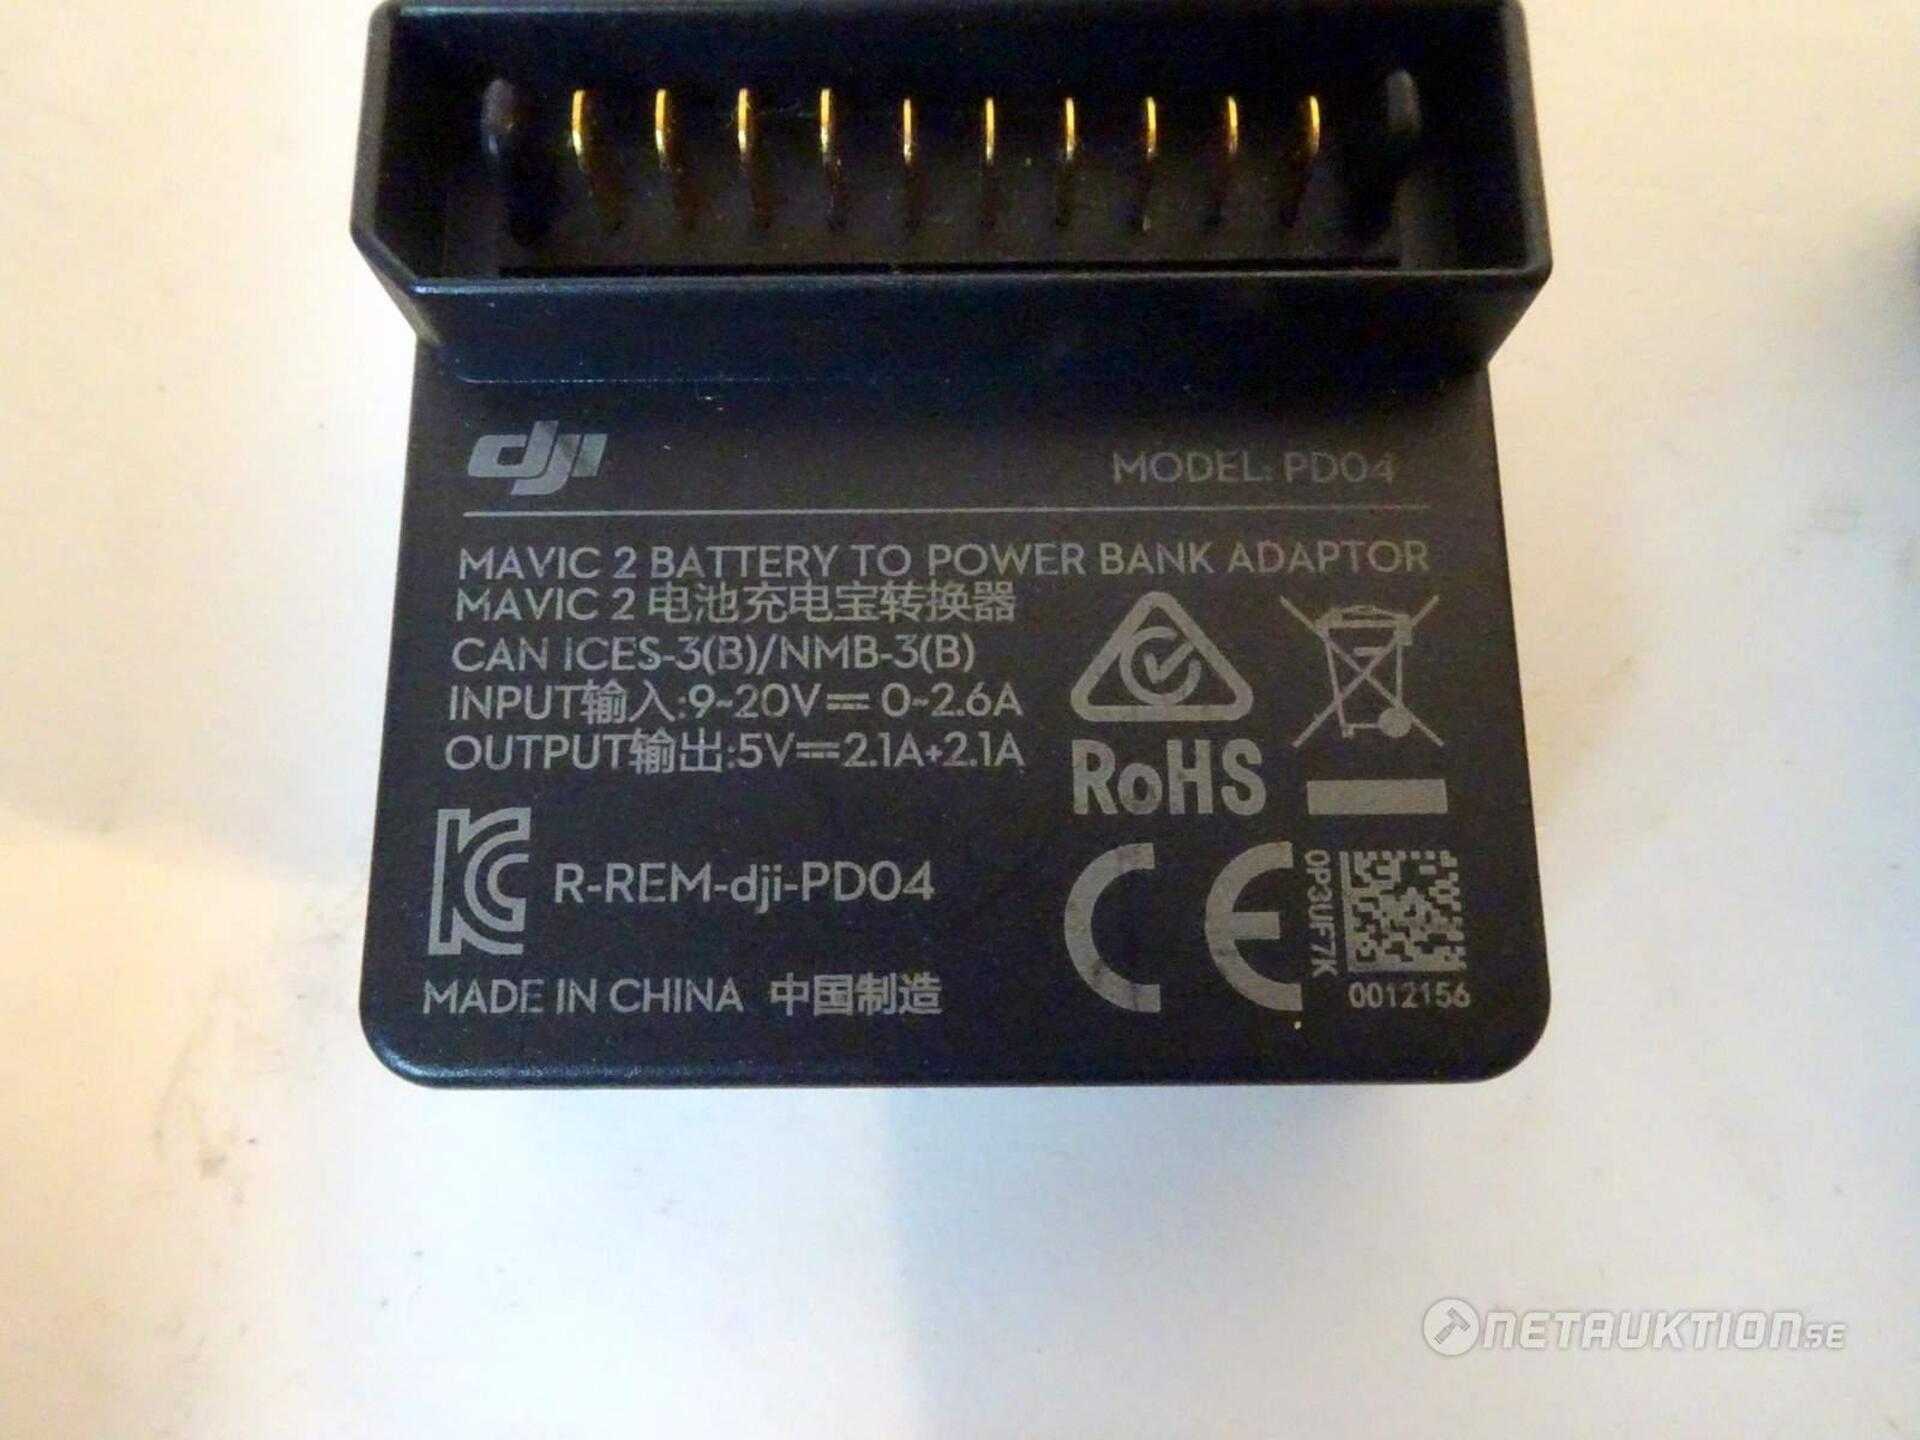 dji
MODEL: PD04
MAVIC 2 BATTERY TO POWER BANK ADAPTOR
MAVIC 2 电池充电宝转换器
CAN ICES-3(B)/NMB-3(B)
INPUT输入:9~20V⎓ 0~2.6A
OUTPUT输出:5V⎓2.1A+2.1A
RoHS
KC R-REM-dji-PD04
CE
0P3UF7K
0012156
MADE IN CHINA 中国制造
NETAUKTION.SE